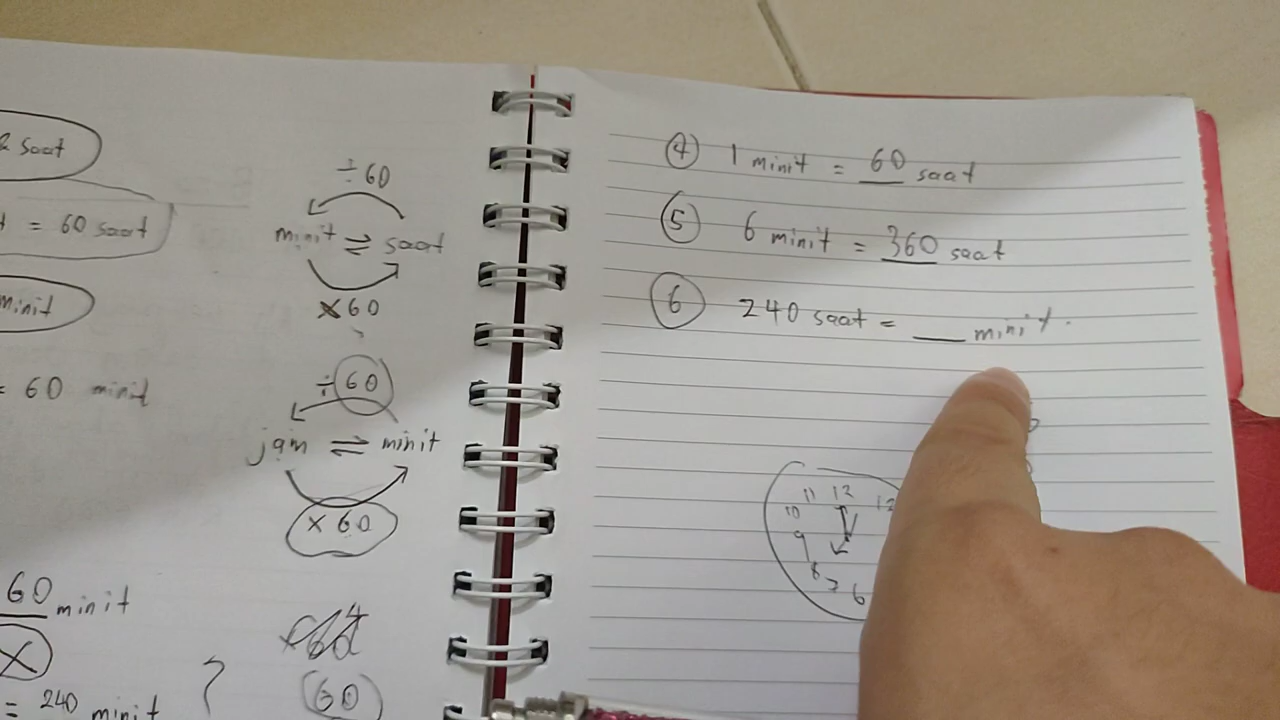 saat
= 60 saat
minit
= 60 minit
60 minit
X
= 240 minit
÷60
minit ⇌ saat
×60
÷60
jam ⇌ minit
×60
60
④ 1 minit = 60 saat
⑤ 6 minit = 360 saat
⑥ 240 saat = ___ minit.
11 12
10
9
8
7 6